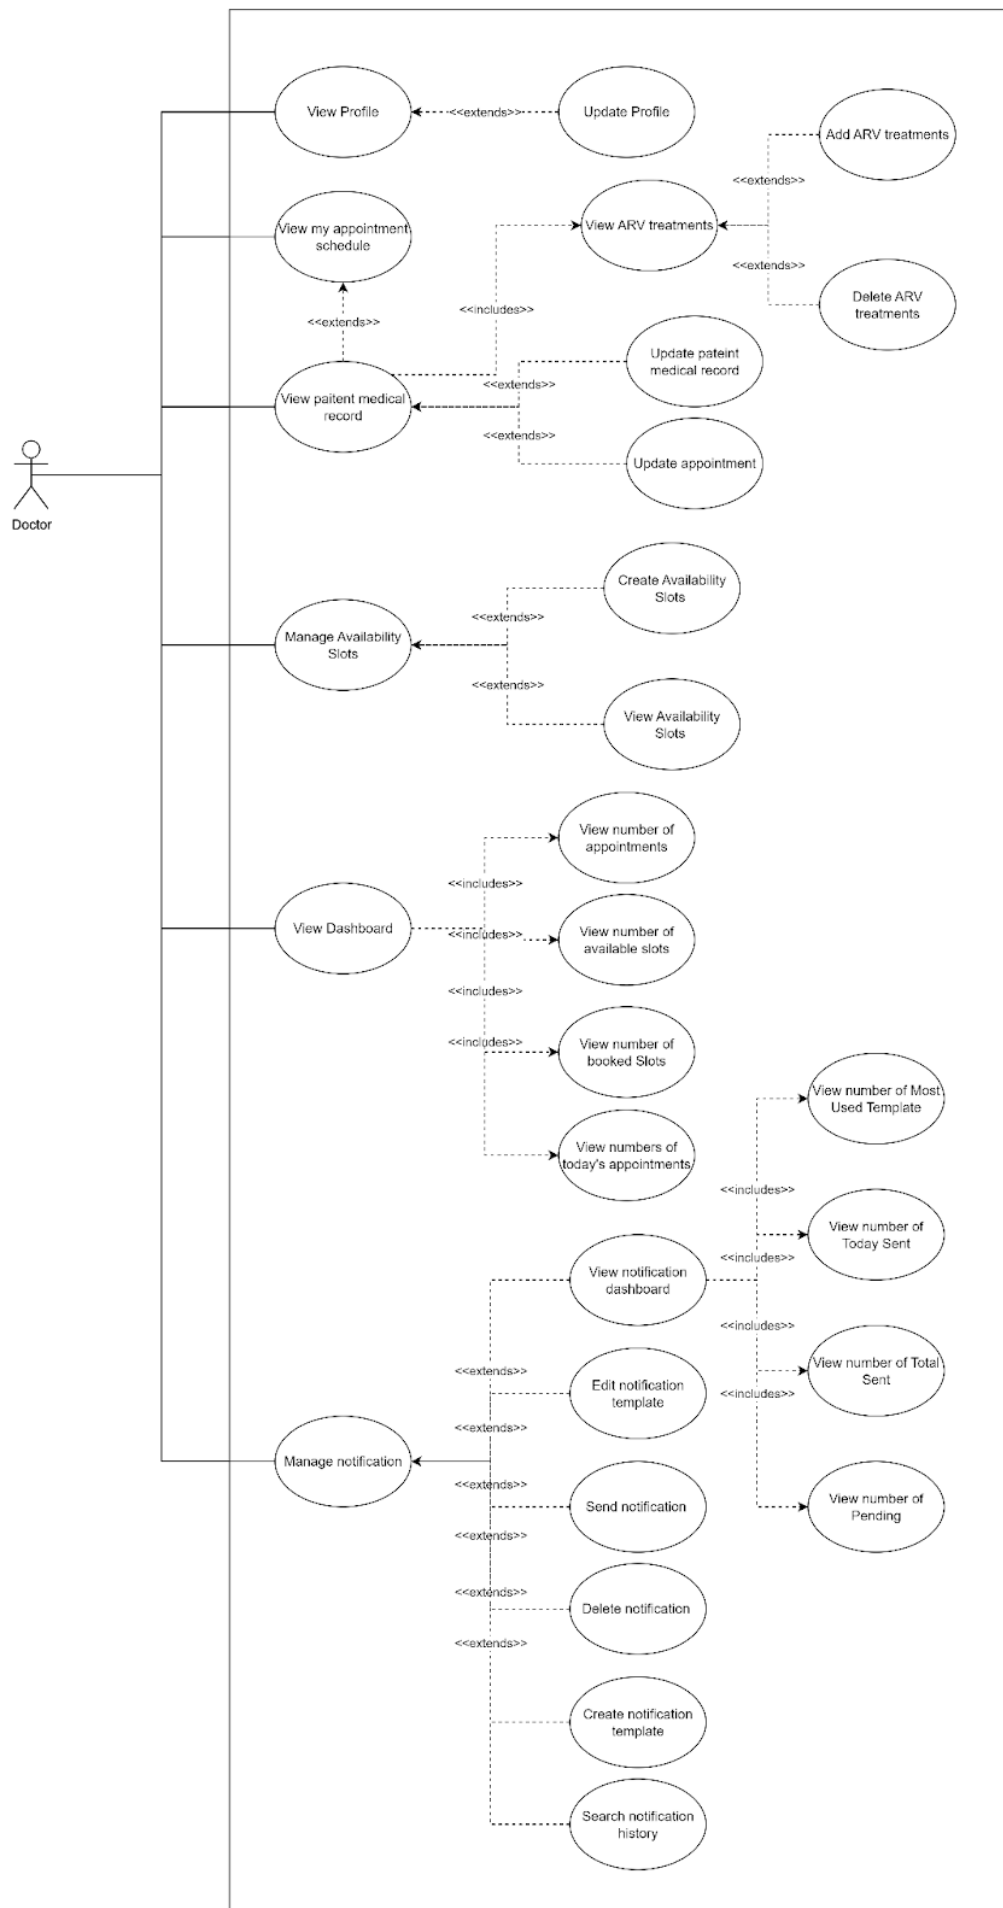 View Profile
<<extends>>
Update Profile
Add ARV treatments
<<extends>>
View my appointment
schedule
View ARV treatments
<<extends>>
Delete ARV
treatments
<<extends>>
<<includes>>
View paitent medical
record
<<extends>>
Update pateint
medical record
<<extends>>
Update appointment
Doctor
Create Availability
Slots
<<extends>>
Manage Availability
Slots
<<extends>>
View Availability
Slots
View number of
appointments
<<includes>>
View Dashboard
<<includes>>
View number of
available slots
<<includes>>
<<includes>>
View number of
booked Slots
View numbers of
today's appointments
View number of Most
Used Template
<<includes>>
View number of
Today Sent
<<includes>>
View notification
dashboard
<<includes>>
View number of Total
Sent
<<includes>>
<<extends>>
Edit notification
template
<<extends>>
Manage notification
<<extends>>
Send notification
View number of
Pending
<<extends>>
<<extends>>
Delete notification
<<extends>>
Create notification
template
Search notification
history